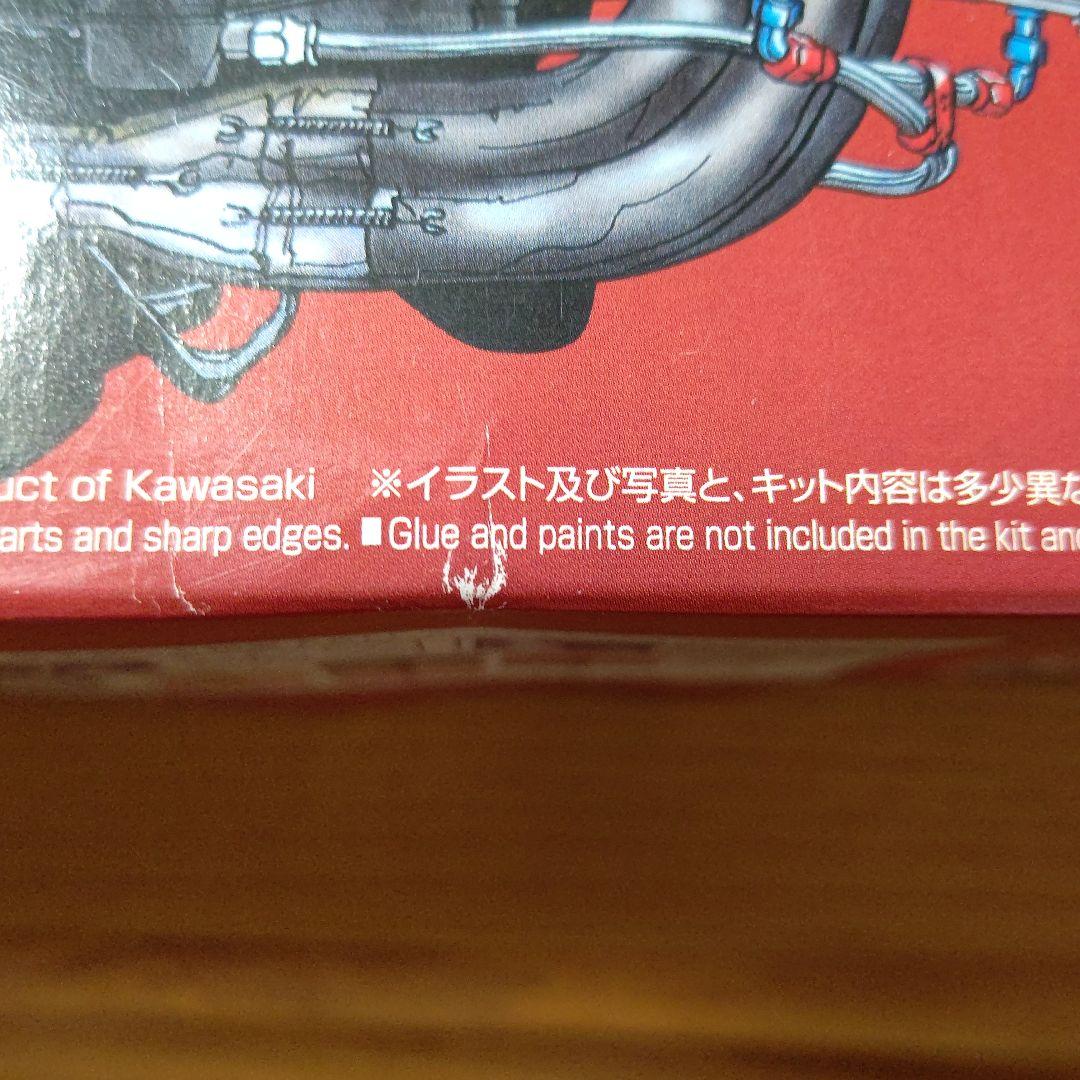 uct of Kawasaki ※イラスト及び写真と、キット内容は多少異な
arts and sharp edges. ■Glue and paints are not included in the kit and